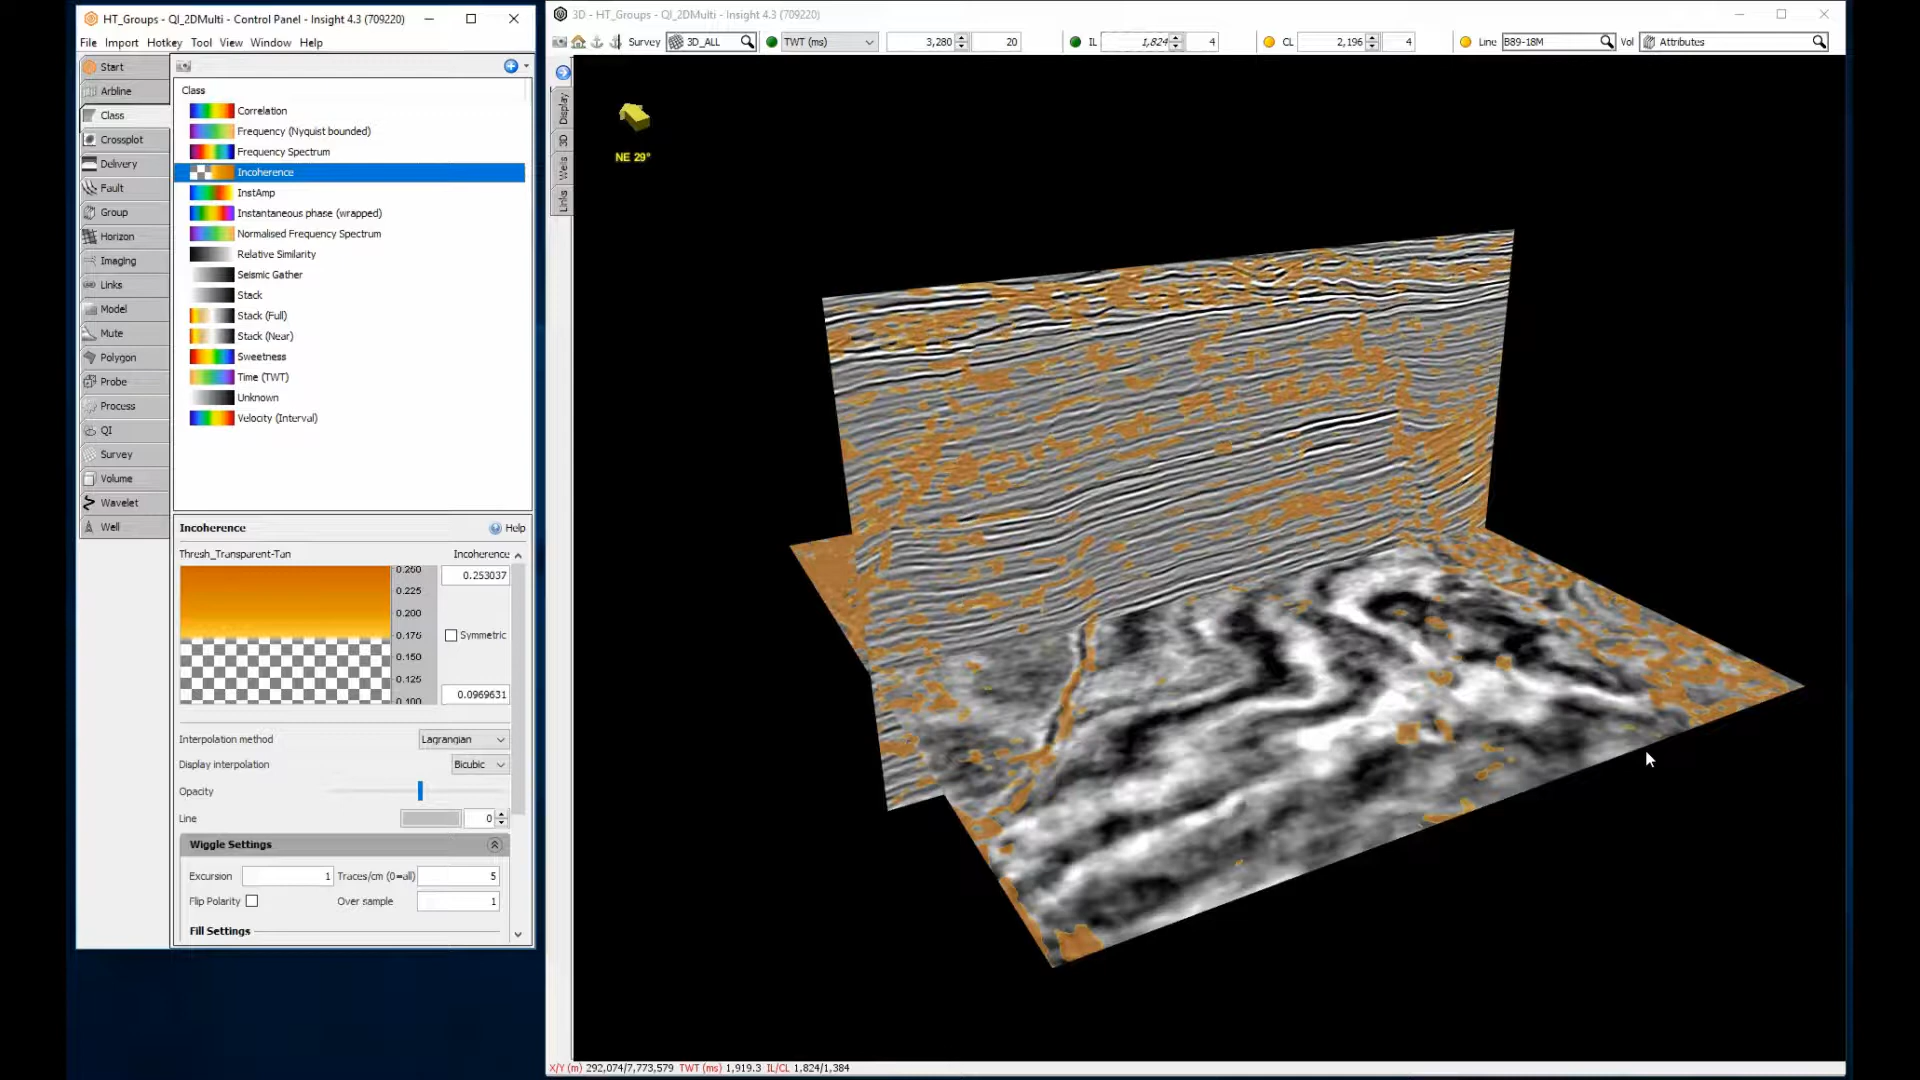 HT_Groups - QI_2DMulti - Control Panel - Insight 4.3 (709220)
File Import Hotkey Tool View Window Help
Start
Arbline
Class
Crossplot
Delivery
Fault
Group
Horizon
Imaging
Links
Model
Mute
Polygon
Probe
Process
QI
Survey
Volume
Wavelet
Well
Class
Correlation
Frequency (Nyquist bounded)
Frequency Spectrum
Incoherence
InstAmp
Instantaneous phase (wrapped)
Normalised Frequency Spectrum
Relative Similarity
Seismic Gather
Stack
Stack (Full)
Stack (Near)
Sweetness
Time (TWT)
Unknown
Velocity (Interval)
Incoherence Help
Thresh_Transparent-Tan Incoherence
0.250
0.225
0.200
0.176
0.150
0.125
0.100
0.253037
Symmetric
0.0969631
Interpolation method Lagrangian
Display interpolation Bicubic
Opacity
Line 0
Wiggle Settings
Excursion 1 Traces/cm (0=all) 5
Flip Polarity Over sample 1
Fill Settings
3D - HT_Groups - QI_2DMulti - Insight 4.3 (709220)
Survey 3D_ALL TWT (ms) 3,280 20 IL 1,824 4 CL 2,196 4 Line B89-18M Vol Attributes
Display
3D
Wells
Links
NE 29°
X/Y (m) 292,074/7,773,579 TWT (ms) 1,919.3 IL/CL 1,824/1,384